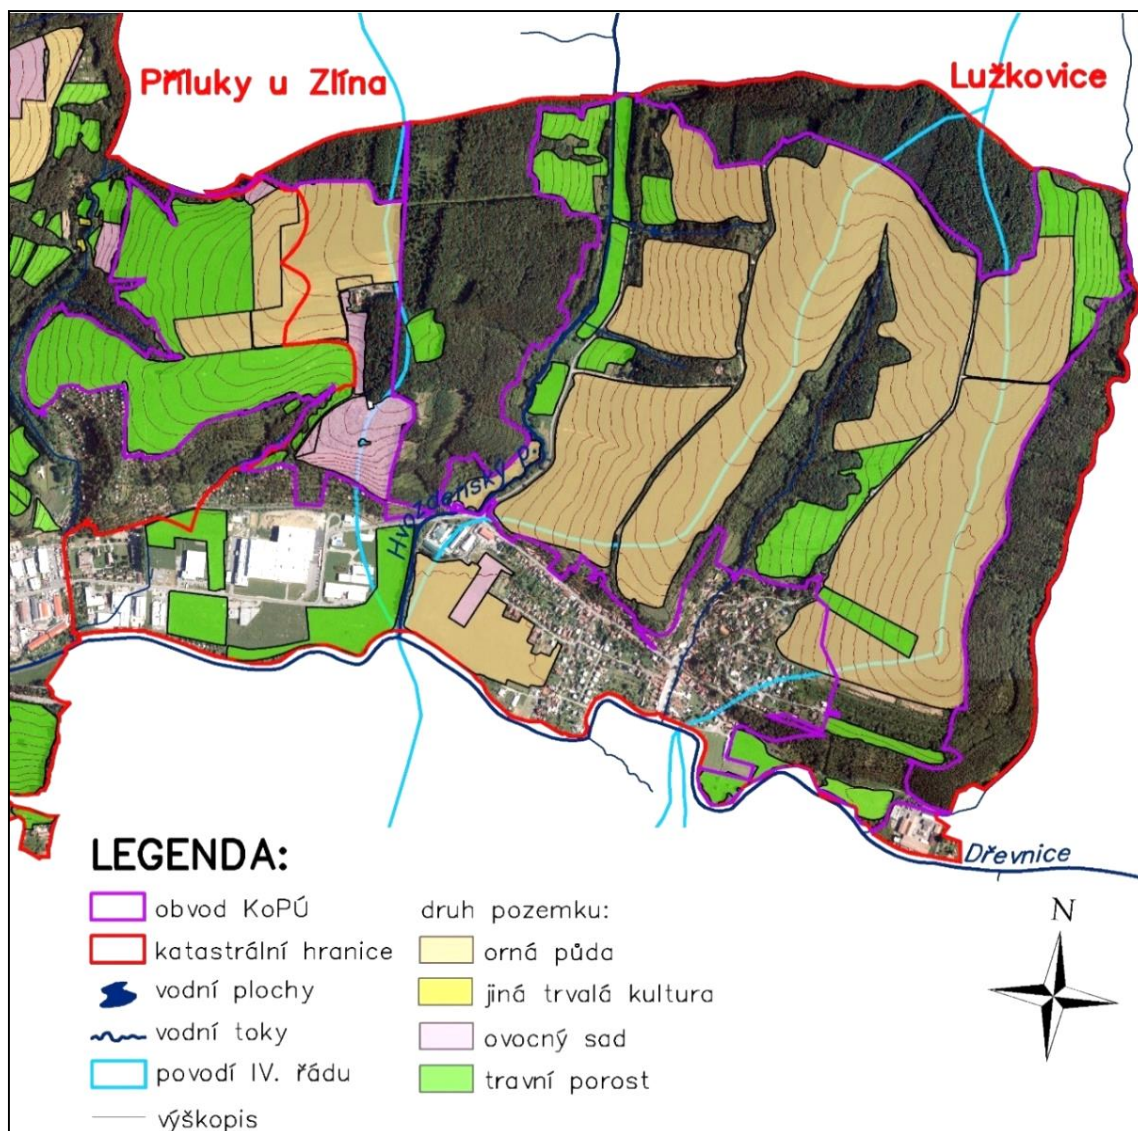 Příluky u Zlína
Lužkovice
Hvozdenský p.
Dřevnice
LEGENDA:
obvod KoPÚ
katastrální hranice
vodní plochy
vodní toky
povodí IV. řádu
výškopis
druh pozemku:
orná půda
jiná trvalá kultura
ovocný sad
travní porost
N